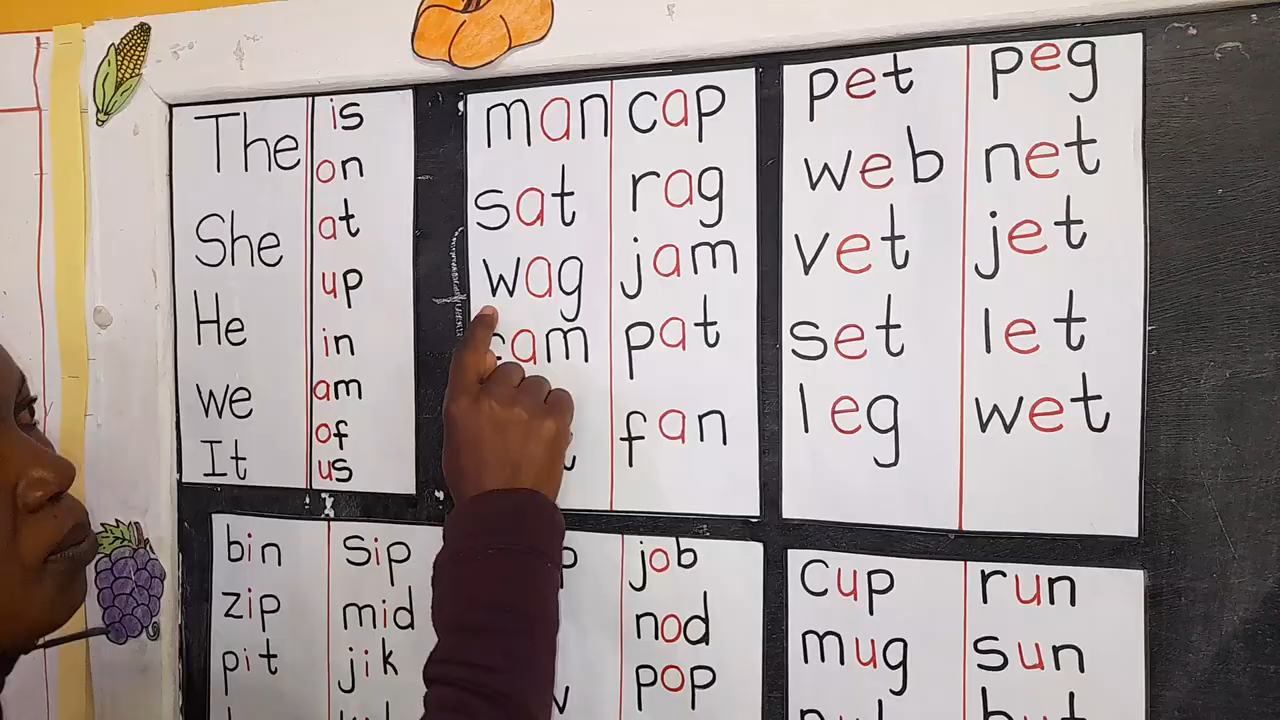 The is
on
She at
up
He in
we am
of
It us
man cap
sat rag
wag jam
cam pat
fan
pet peg
web net
vet jet
set let
leg wet
bin sip
zip mid
pit jik
job
nod
pop
cup run
mug sun